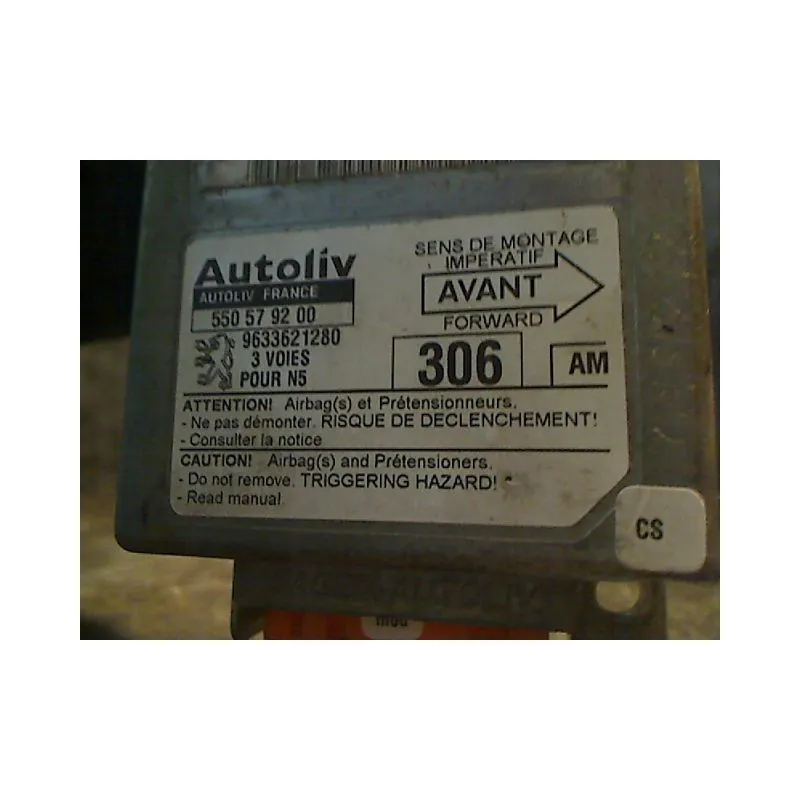 Autoliv
AUTOLIV FRANCE
550 57 92 00
9633621280
3 VOIES
POUR N5
SENS DE MONTAGE
IMPERATIF
AVANT
FORWARD
306
AM
ATTENTION! Airbag(s) et Prétensionneurs.
- Ne pas démonter. RISQUE DE DECLENCHEMENT!
- Consulter la notice
CAUTION! Airbag(s) and Prétensioners.
- Do not remove. TRIGGERING HAZARD!
- Read manual.
CS
AUTOLIV